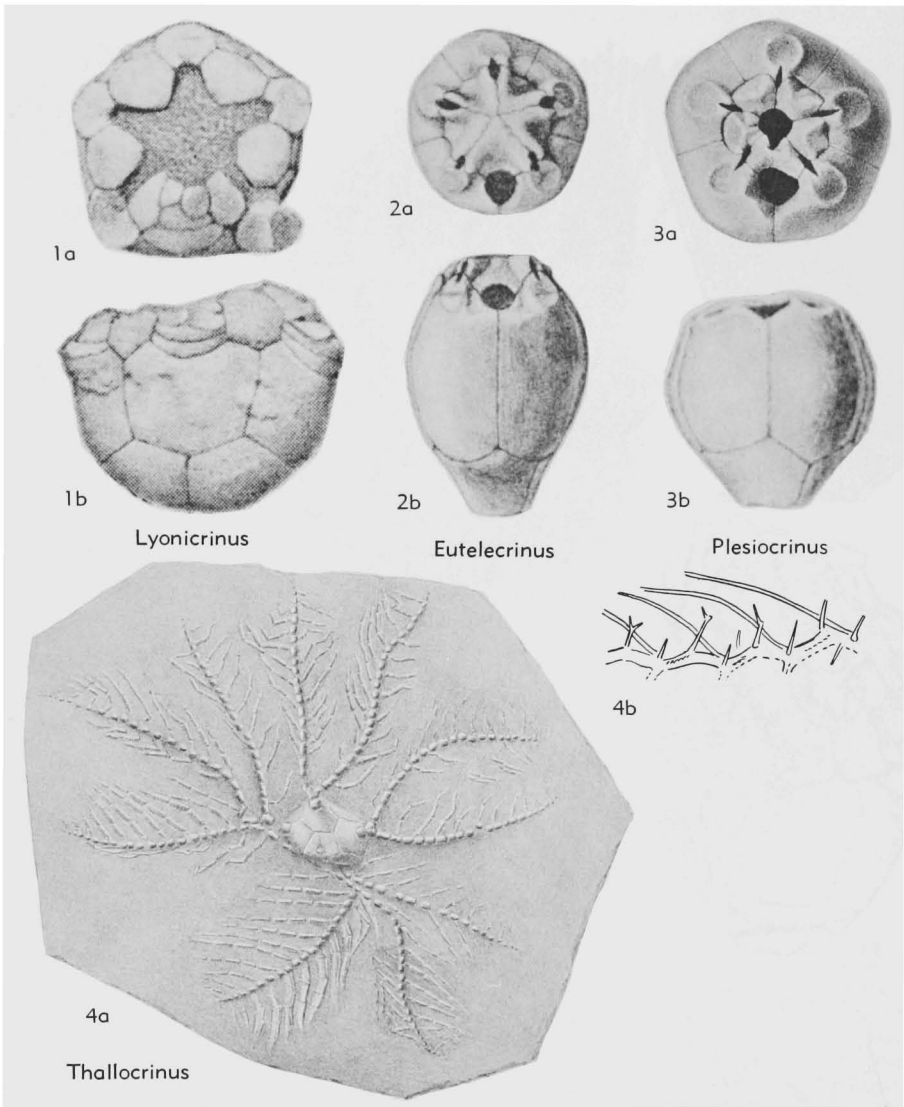 1a
2a
3a
1b
2b
3b
Lyonicrinus
Eutelecrinus
Plesiocrinus
4b
4a
Thallocrinus